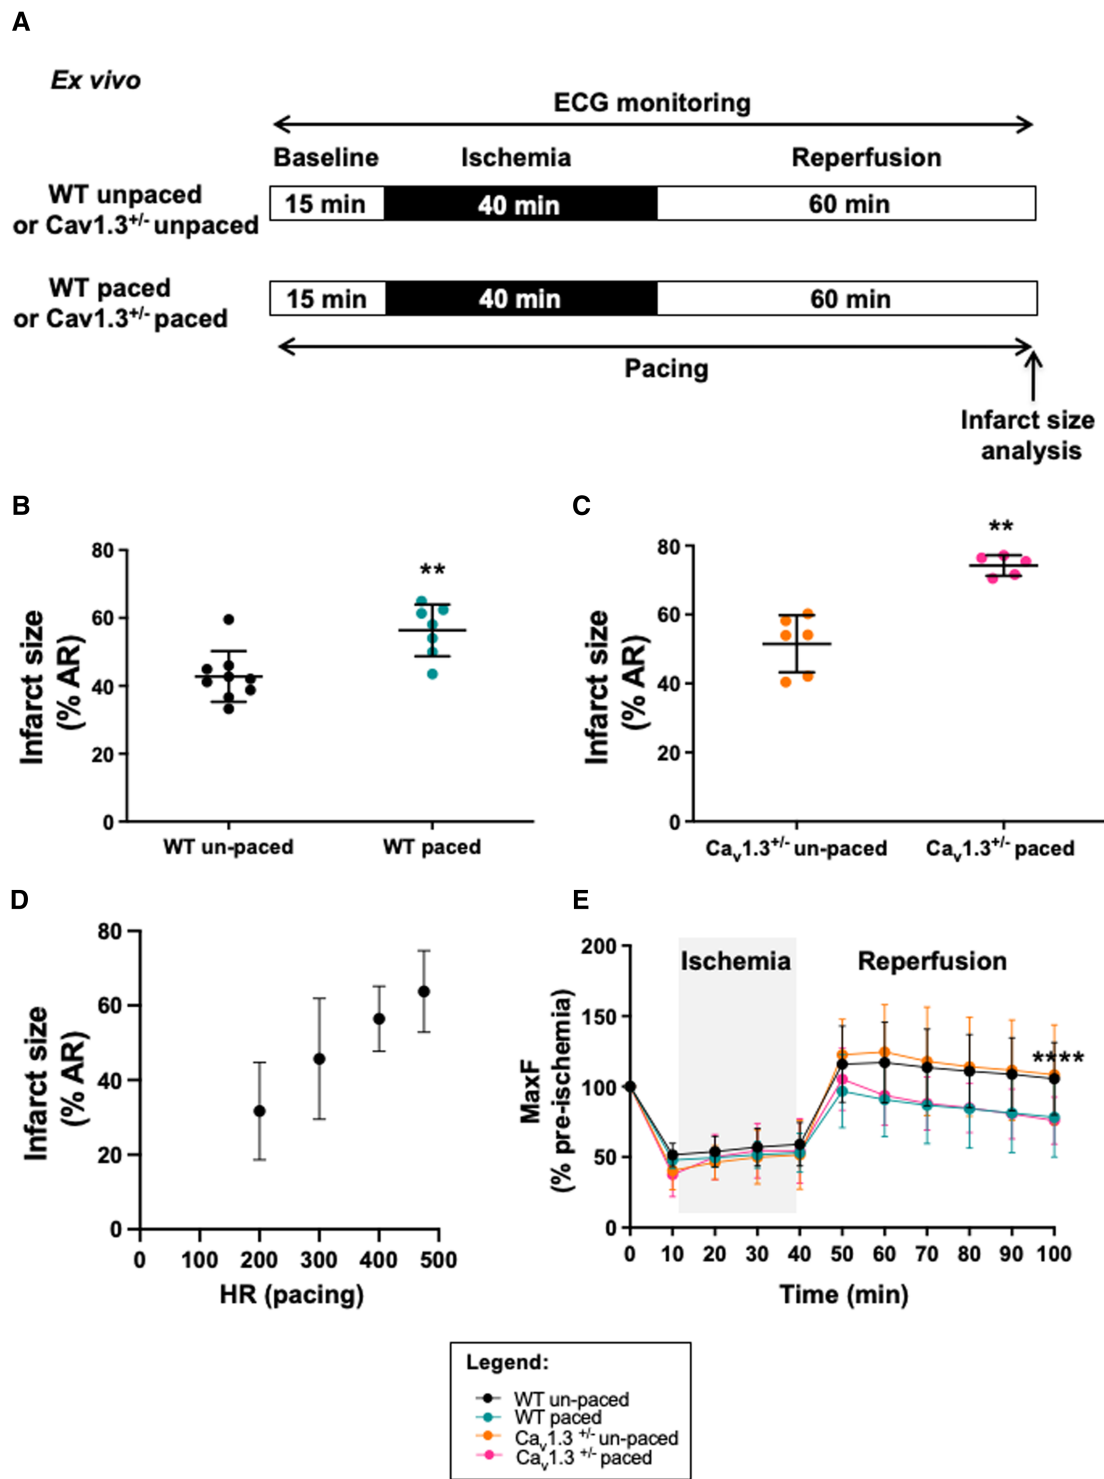 A
Ex vivo
ECG monitoring
Baseline Ischemia Reperfusion
WT unpaced
or Cav1.3+/- unpaced
15 min 40 min 60 min
WT paced
or Cav1.3+/- paced
15 min 40 min 60 min
Pacing
Infarct size
analysis
B
Infarct size
(% AR)
80
60
40
20
0
**
WT un-paced WT paced
C
Infarct size
(% AR)
80
60
40
20
0
**
Cav1.3+/- un-paced Cav1.3+/- paced
D
Infarct size
(% AR)
80
60
40
20
0
0 100 200 300 400 500
HR (pacing)
E
MaxF
(% pre-ischemia)
200
150
100
50
0
Ischemia Reperfusion
****
0 10 20 30 40 50 60 70 80 90 100
Time (min)
Legend:
WT un-paced
WT paced
Cav1.3 +/- un-paced
Cav1.3 +/- paced